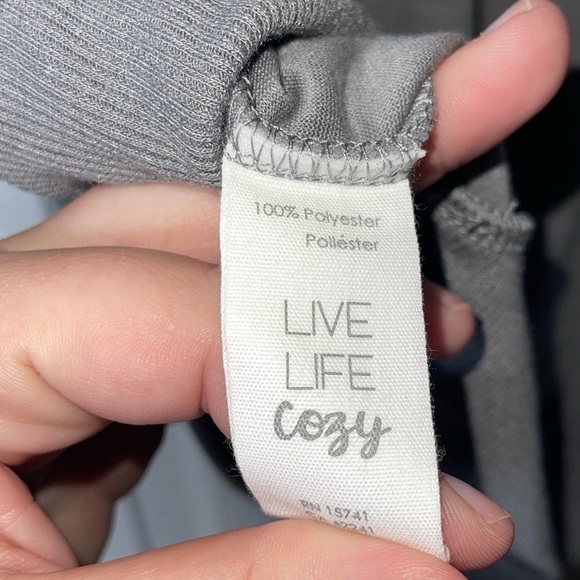 100% Polyester
Poliéster
LIVE
LIFE
Cozy
RN 15741